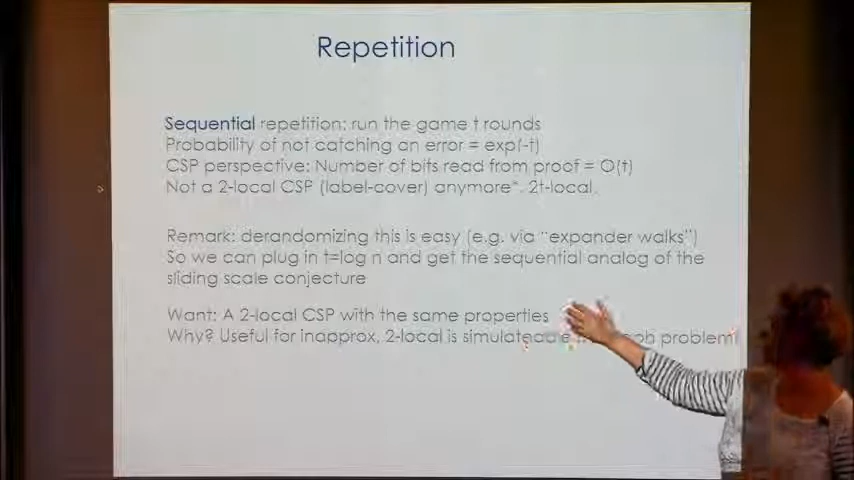 Repetition
Sequential repetition: run the game t rounds
Probability of not catching an error = exp(-t)
CSP perspective: Number of bits read from proof = O(t)
Not a 2-local CSP (label-cover) anymore*. 2t-local.
Remark: derandomizing this is easy (e.g. via "expander walks")
So we can plug in t=log n and get the sequential analog of the
sliding scale conjecture
Want: A 2-local CSP with the same properties
Why? Useful for inapprox, 2-local is problem!